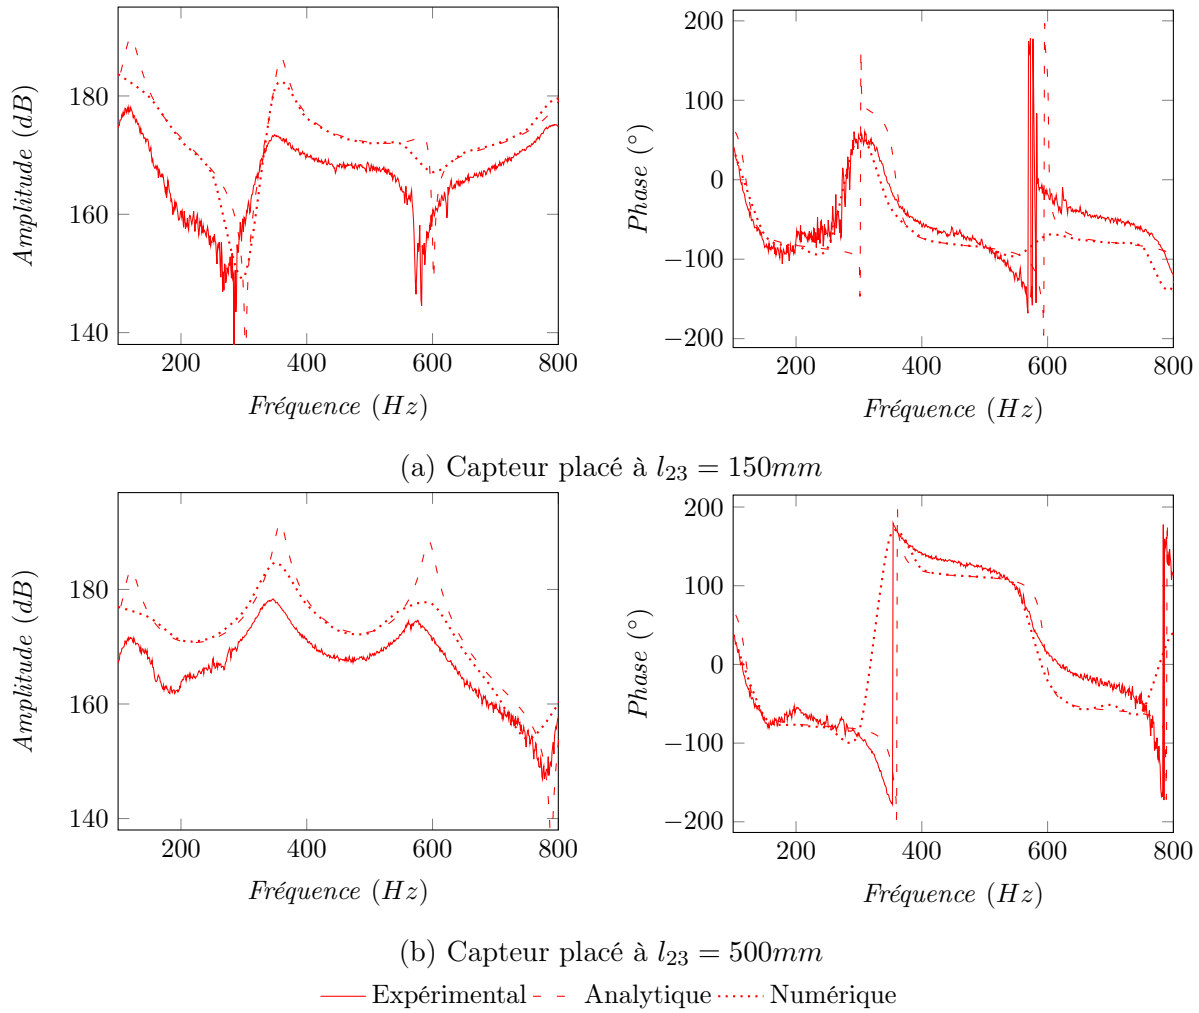 180
160
140
Amplitude (dB)
200 400 600 800
Fréquence (Hz)
200
100
0
−100
−200
Phase (°)
200 400 600 800
Fréquence (Hz)
(a) Capteur placé à l23 = 150mm
180
160
140
Amplitude (dB)
200 400 600 800
Fréquence (Hz)
200
100
0
−100
−200
Phase (°)
200 400 600 800
Fréquence (Hz)
(b) Capteur placé à l23 = 500mm
Expérimental Analytique Numérique